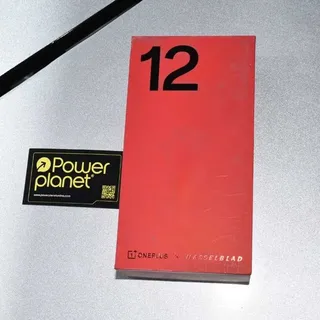 12
Power
planet
ONEPLUS
HASSELBLAD